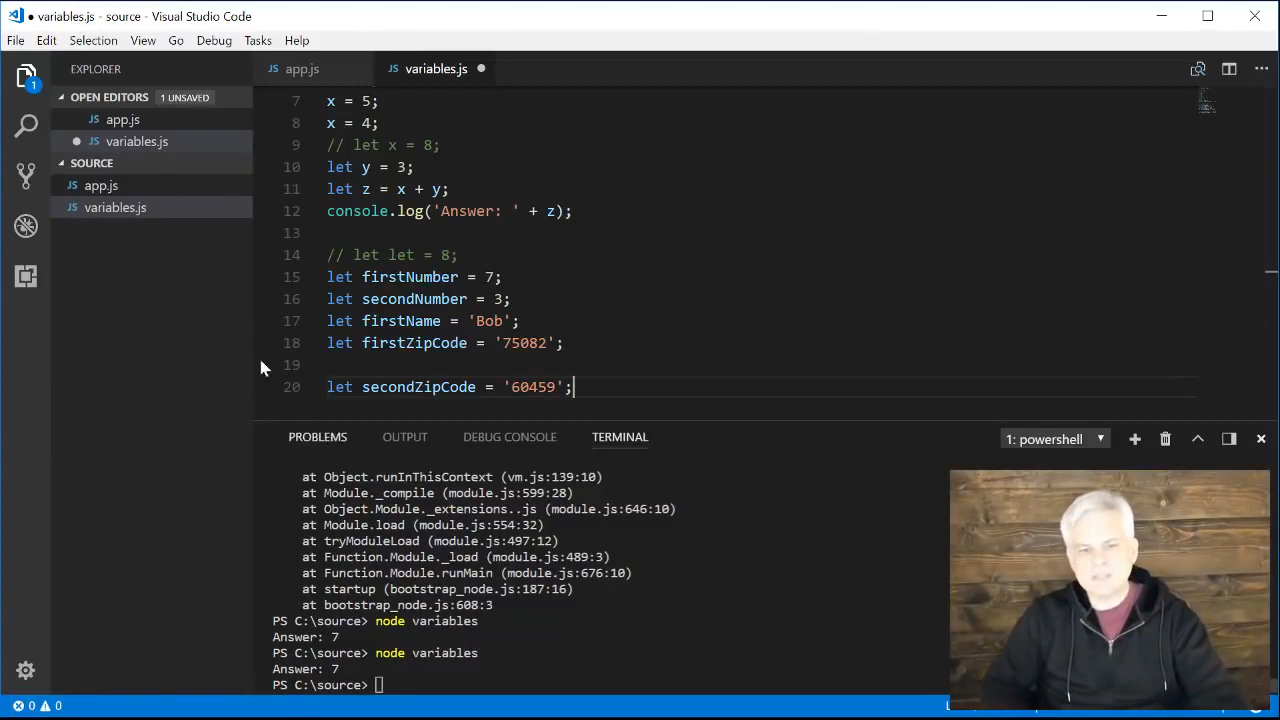 ● variables.js - source - Visual Studio Code
File Edit Selection View Go Debug Tasks Help
EXPLORER
OPEN EDITORS 1 UNSAVED
JS app.js
● JS variables.js
SOURCE
JS app.js
JS variables.js
1
JS app.js JS variables.js ●
7 x = 5;
8 x = 4;
9 // let x = 8;
10 let y = 3;
11 let z = x + y;
12 console.log('Answer: ' + z);
13
14 // let let = 8;
15 let firstNumber = 7;
16 let secondNumber = 3;
17 let firstName = 'Bob';
18 let firstZipCode = '75082';
19
20 let secondZipCode = '60459';
PROBLEMS OUTPUT DEBUG CONSOLE TERMINAL 1: powershell
at Object.runInThisContext (vm.js:139:10)
at Module._compile (module.js:599:28)
at Object.Module._extensions..js (module.js:646:10)
at Module.load (module.js:554:32)
at tryModuleLoad (module.js:497:12)
at Function.Module._load (module.js:489:3)
at Function.Module.runMain (module.js:676:10)
at startup (bootstrap_node.js:187:16)
at bootstrap_node.js:608:3
PS C:\source> node variables
Answer: 7
PS C:\source> node variables
Answer: 7
PS C:\source>
0 0